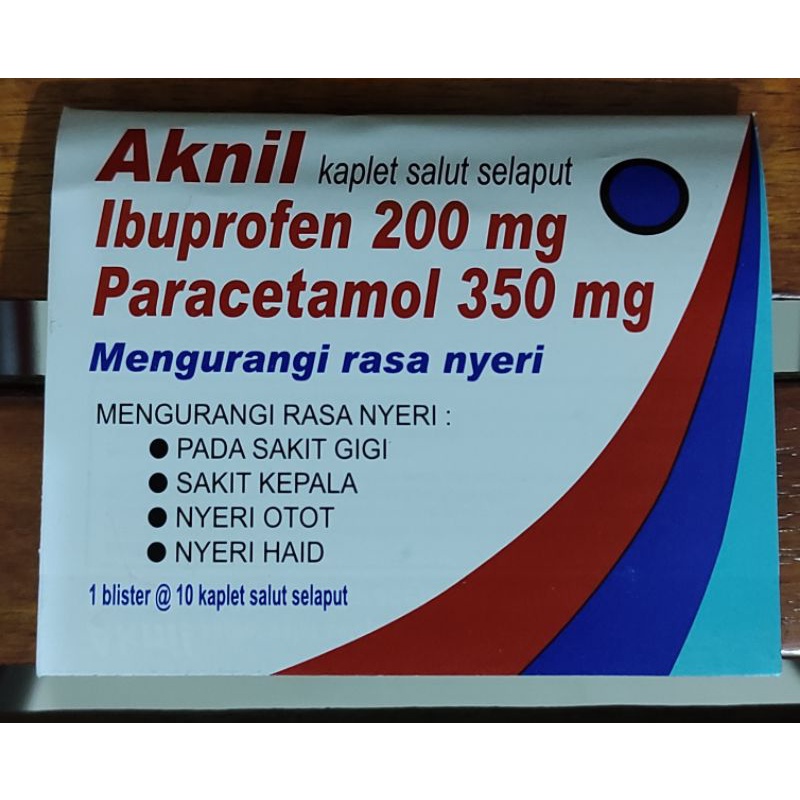 Aknil kaplet salut selaput
Ibuprofen 200 mg
Paracetamol 350 mg
Mengurangi rasa nyeri
MENGURANGI RASA NYERI :
● PADA SAKIT GIGI
● SAKIT KEPALA
● NYERI OTOT
● NYERI HAID
1 blister @ 10 kaplet salut selaput